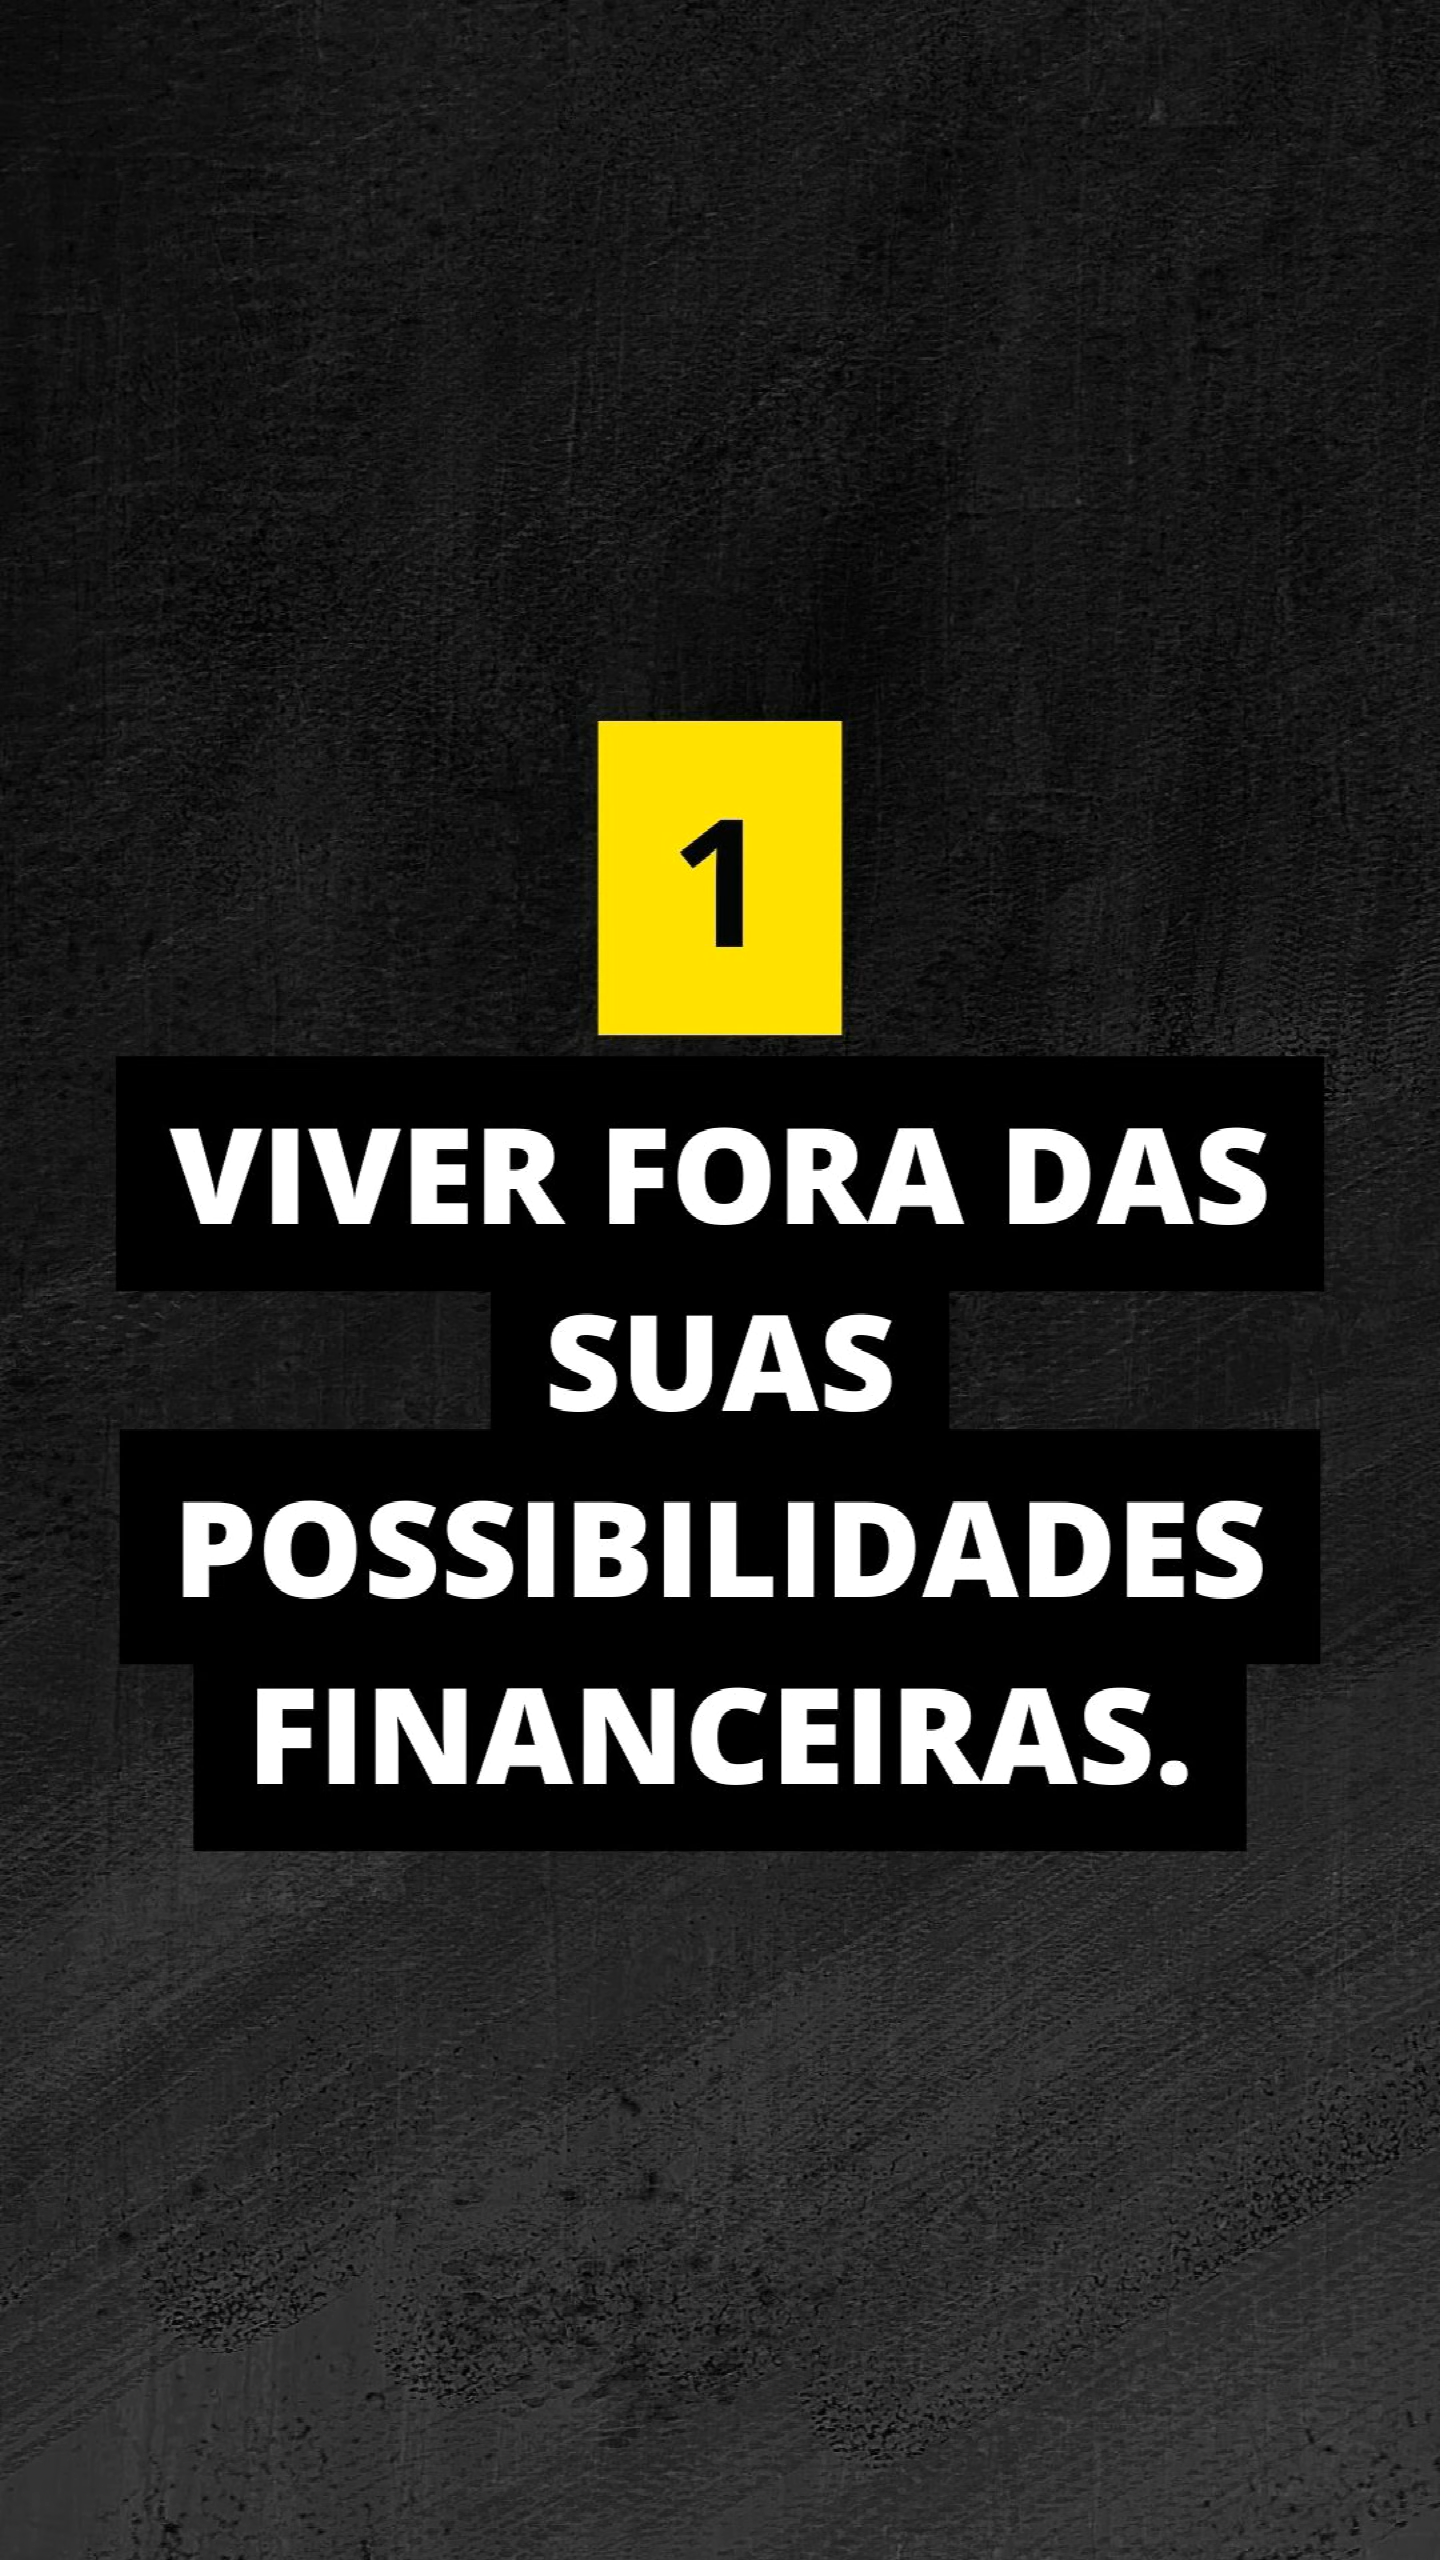 1
VIVER FORA DAS
SUAS
POSSIBILIDADES
FINANCEIRAS.